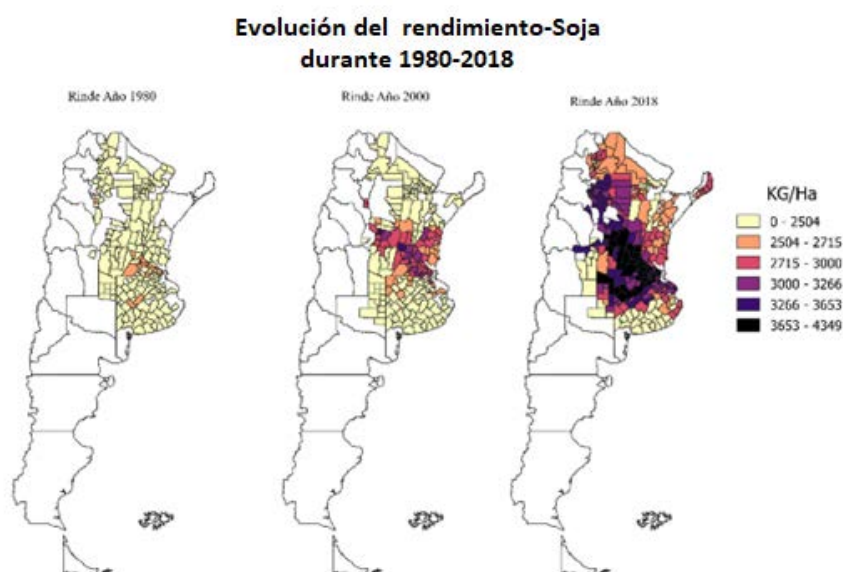 Evolución del rendimiento-Soja
durante 1980-2018
Rinde Año 1980
Rinde Año 2000
Rinde Año 2018
KG/Ha
0 - 2504
2504 - 2715
2715 - 3000
3000 - 3266
3266 - 3653
3653 - 4349